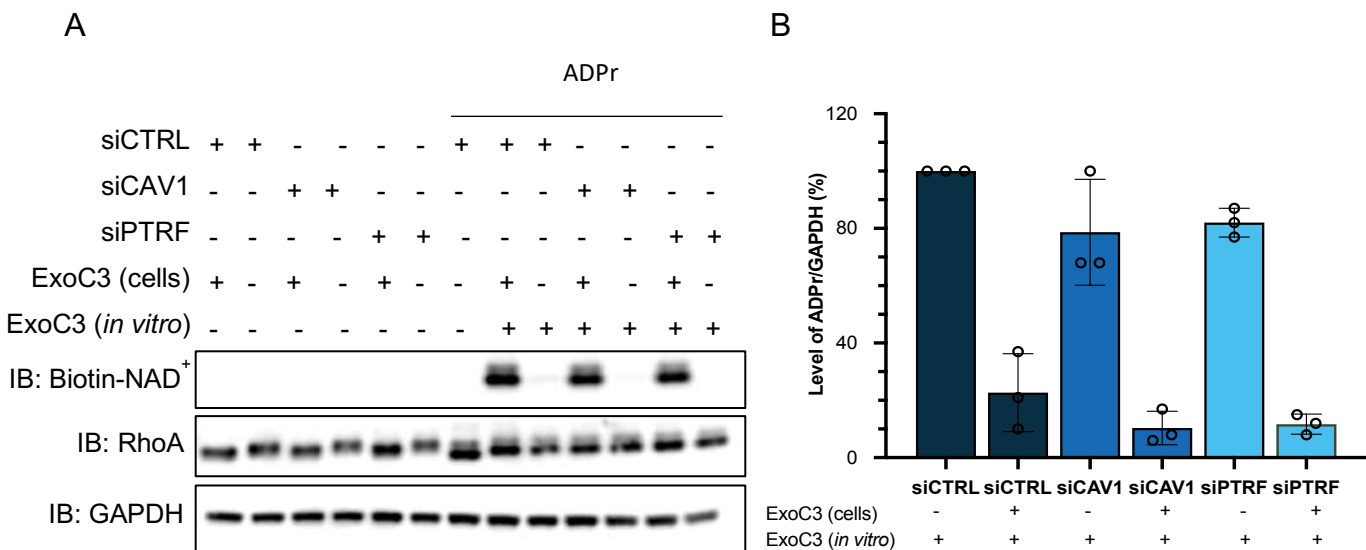 A
ADPr
siCTRL + + - - - - + + + - - - -
siCAV1 - - + + - - - - - + + - -
siPTRF - - - - + + - - - - - + +
ExoC3 (cells) + - + - + - - + - + - + -
ExoC3 (in vitro) - - - - - - - + + + + + +
IB: Biotin-NAD⁺
IB: RhoA
IB: GAPDH
B
Level of ADPr/GAPDH (%)
120
80
40
0
siCTRL siCTRL siCAV1 siCAV1 siPTRF siPTRF
ExoC3 (cells) - + - + - +
ExoC3 (in vitro) + + + + + +